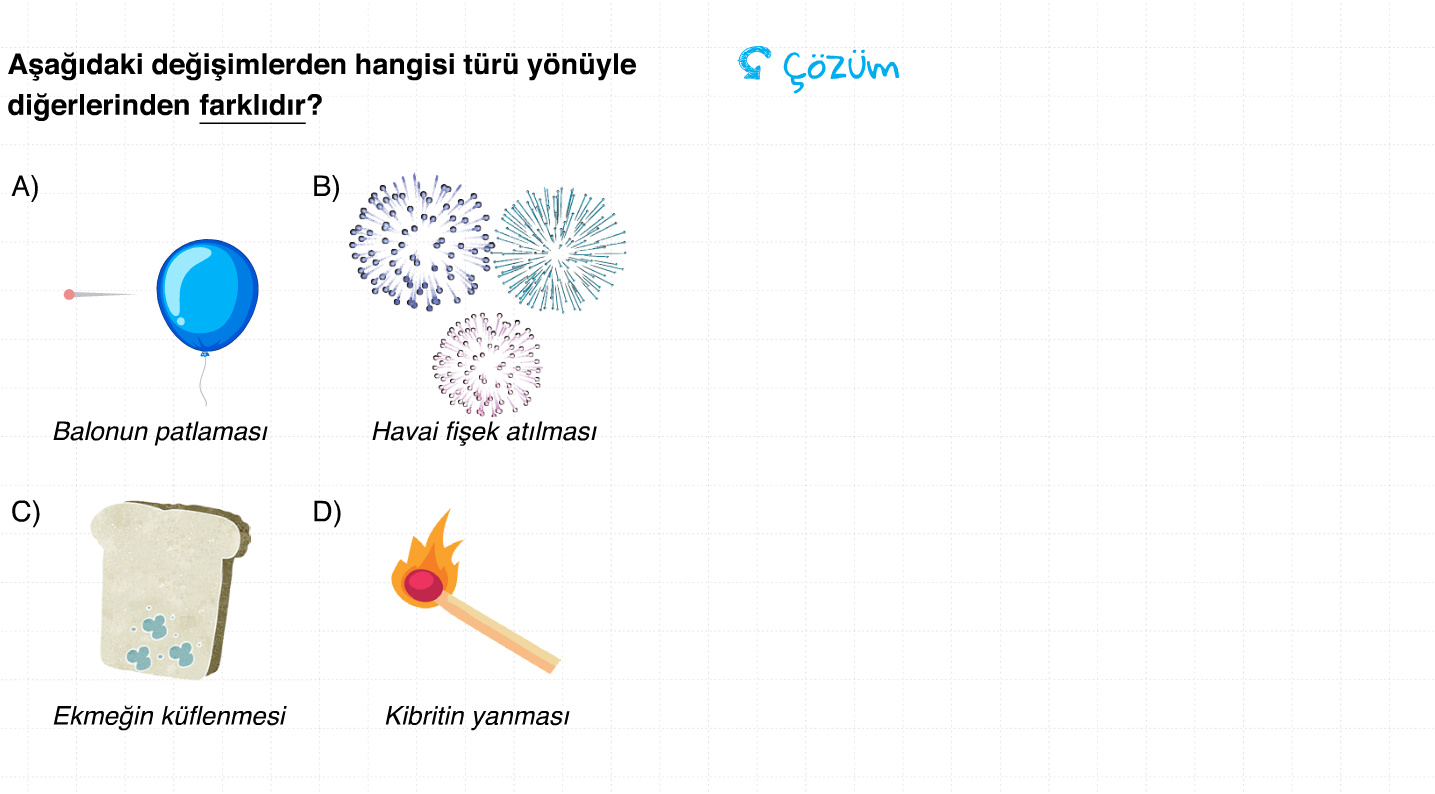 Aşağıdaki değişimlerden hangisi türü yönüyle
diğerlerinden farklıdır?
ÇÖZÜm
A)
B)
Balonun patlaması
Havai fişek atılması
C)
D)
Ekmeğin küflenmesi
Kibritin yanması